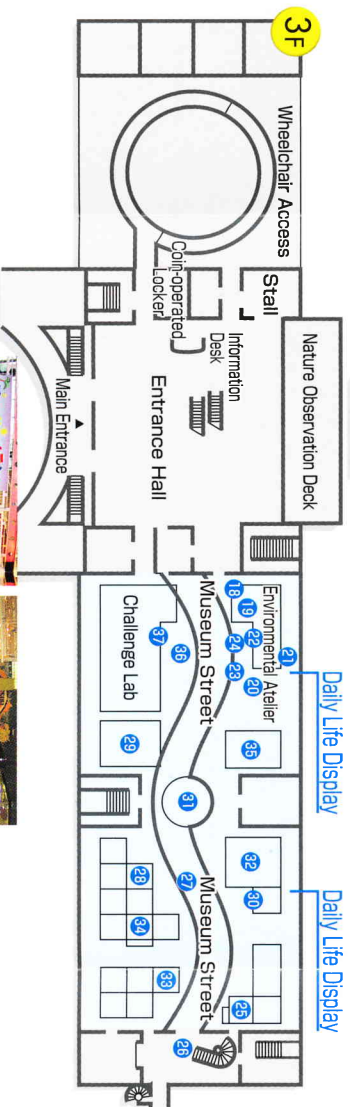 3F
Wheelchair Access
Stall
Nature Observation Deck
Coin-operated
Locker
Information
Desk
Entrance Hall
Main Entrance
Daily Life Display
Daily Life Display
21
Environmental Atelier
18
19
22
24
23
20
Museum Street
36
37
Challenge Lab
35
29
31
32
30
27
Museum Street
28
34
33
25
26